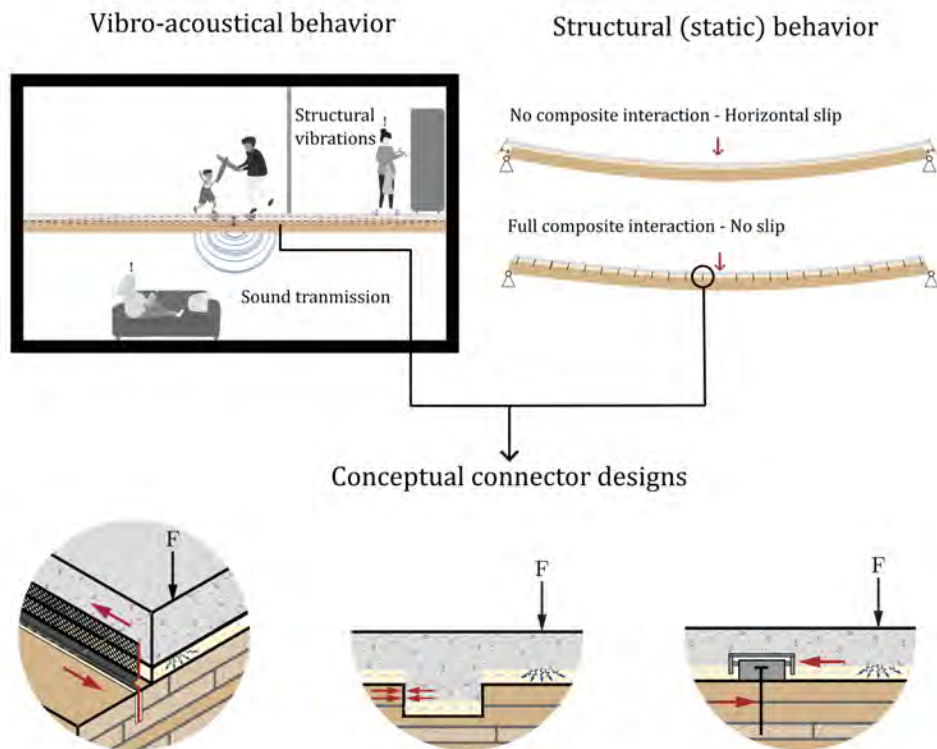 Vibro-acoustical behavior
Structural (static) behavior
Structural
vibrations
!
!
Sound tranmission
No composite interaction - Horizontal slip
Full composite interaction - No slip
Conceptual connector designs
F
F
F